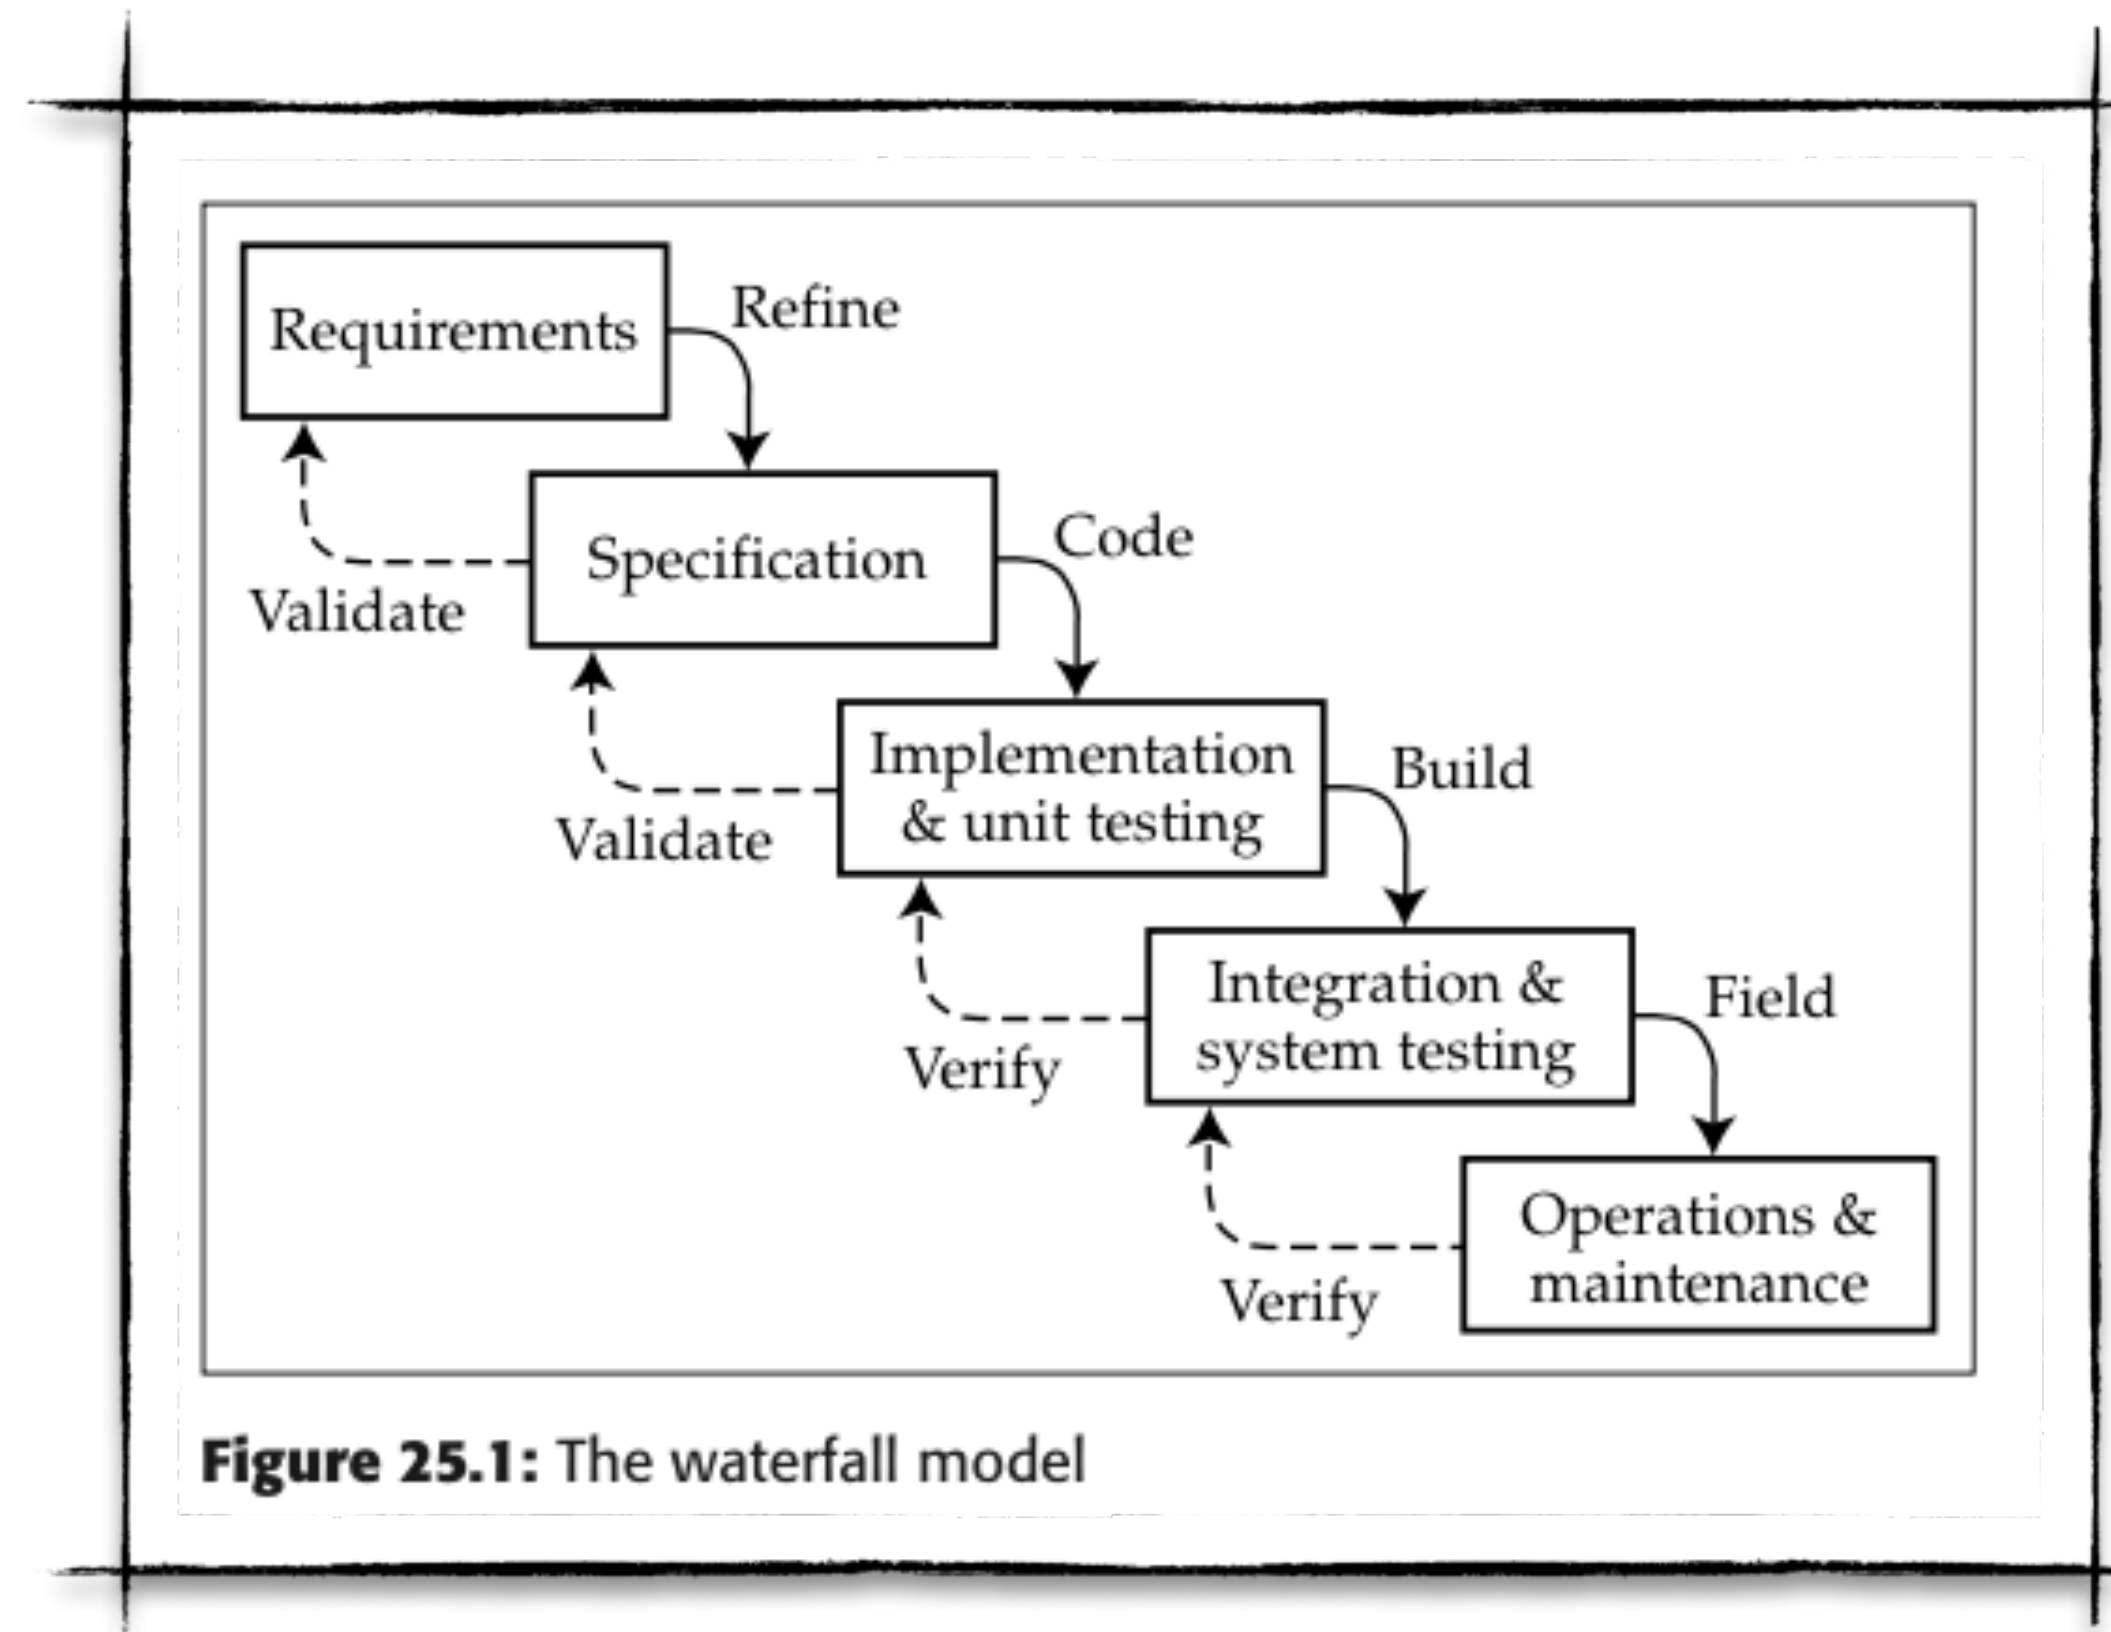 Requirements
Refine
Validate
Specification
Code
Validate
Implementation
& unit testing
Build
Verify
Integration &
system testing
Field
Verify
Operations &
maintenance
Figure 25.1: The waterfall model